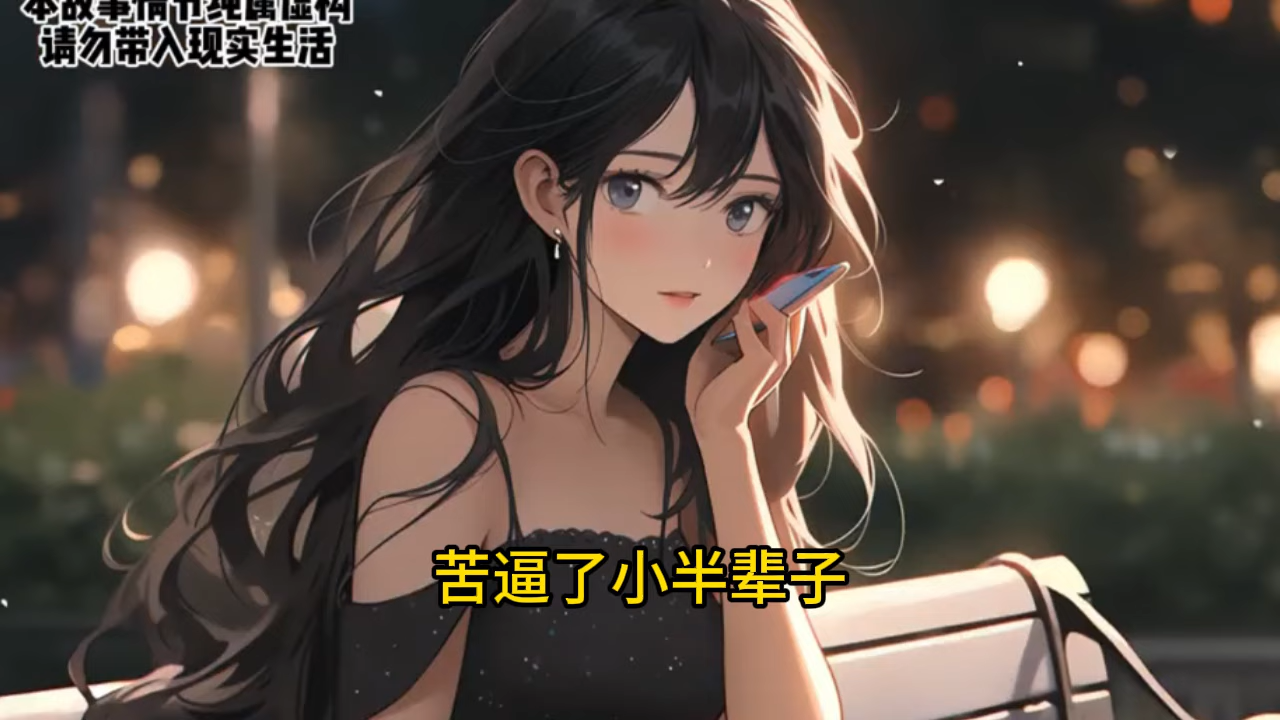 本故事情节纯属虚构
请勿带入现实生活
苦逼了小半辈子